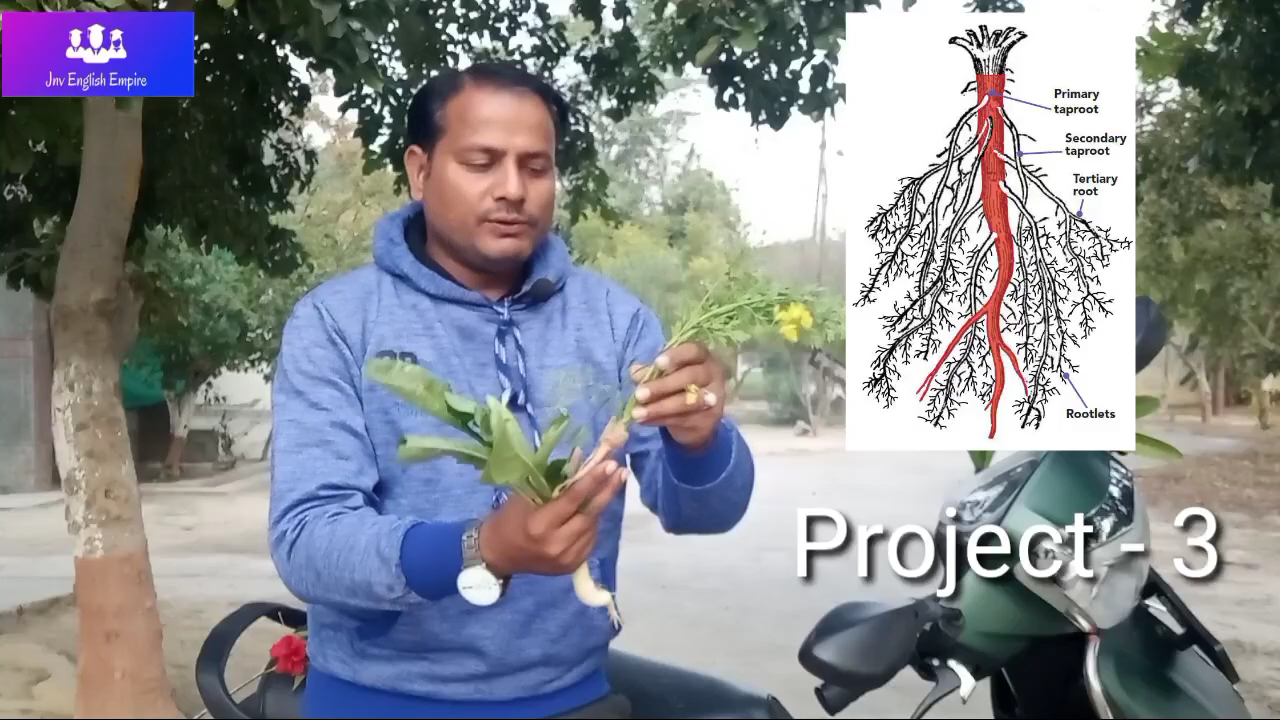 Jnv English Empire
Primary
taproot
Secondary
taproot
Tertiary
root
Rootlets
Project - 3